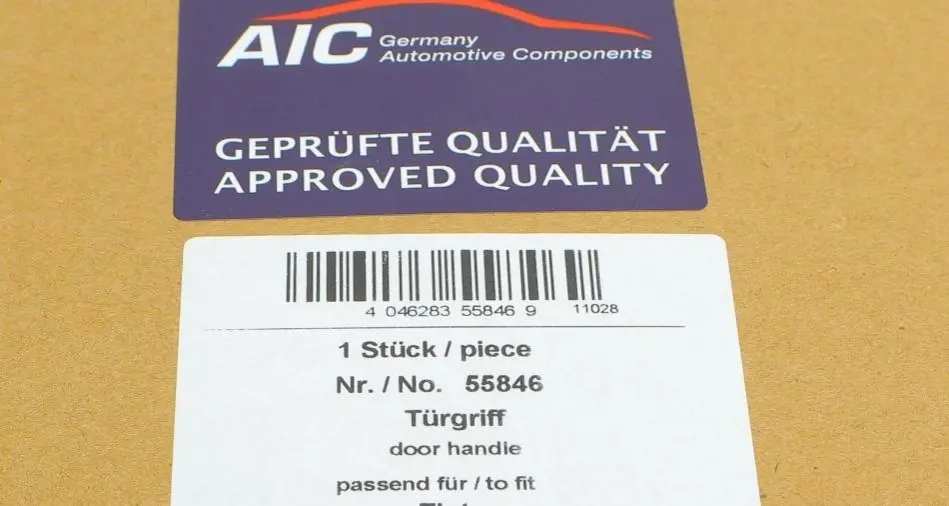 AIC Germany
Automotive Components
GEPRÜFTE QUALITÄT
APPROVED QUALITY
4 046283 55846 9 11028
1 Stück / piece
Nr. / No. 55846
Türgriff
door handle
passend für / to fit